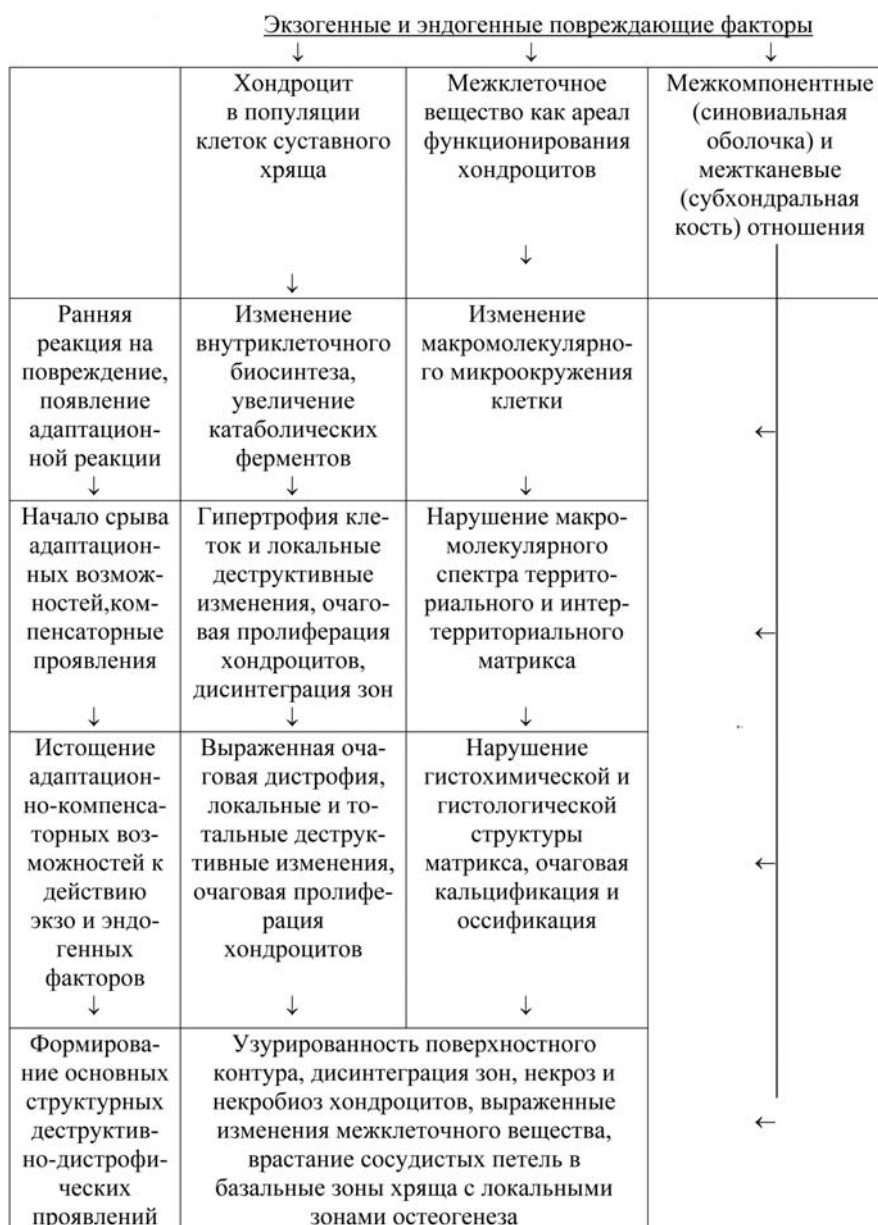 Экзогенные и эндогенные повреждающие факторы
↓ ↓ ↓
Хондроцит
в популяции
клеток суставного
хряща
↓
Межклеточное
вещество как ареал
функционирования
хондроцитов
↓
Межкомпонентные
(синовиальная
оболочка) и
межтканевые
(субхондральная
кость) отношения
Ранняя
реакция на
повреждение,
появление
адаптацион-
ной реакции
↓
Изменение
внутриклеточного
биосинтеза,
увеличение
катаболических
ферментов
↓
Изменение
макромолекулярно-
го микроокружения
клетки
↓
←
Начало срыва
адаптацион-
ных возмож-
ностей,ком-
пенсаторные
проявления
↓
Гипертрофия кле-
ток и локальные
деструктивные
изменения, очаго-
вая пролиферация
хондроцитов,
дисинтеграция зон
↓
Нарушение макро-
молекулярного
спектра террито-
риального и интер-
территориального
матрикса
↓
←
Истощение
адаптацион-
но-компенса-
торных воз-
можностей к
действию
экзо и эндо-
генных
факторов
↓
Выраженная оча-
говая дистрофия,
локальные и то-
тальные деструк-
тивные изменения,
очаговая пролифе-
рация
хондроцитов
↓
Нарушение
гистохимической и
гистологической
структуры
матрикса, очаговая
кальцификация и
оссификация
↓
←
Формирова-
ние основных
структурных
деструктив-
но-дистрофи-
ческих
проявлений
Узурированность поверхностного
контура, дисинтеграция зон, некроз и
некробиоз хондроцитов, выраженные
изменения межклеточного вещества,
врастание сосудистых петель в
базальные зоны хряща с локальными
зонами остеогенеза
←